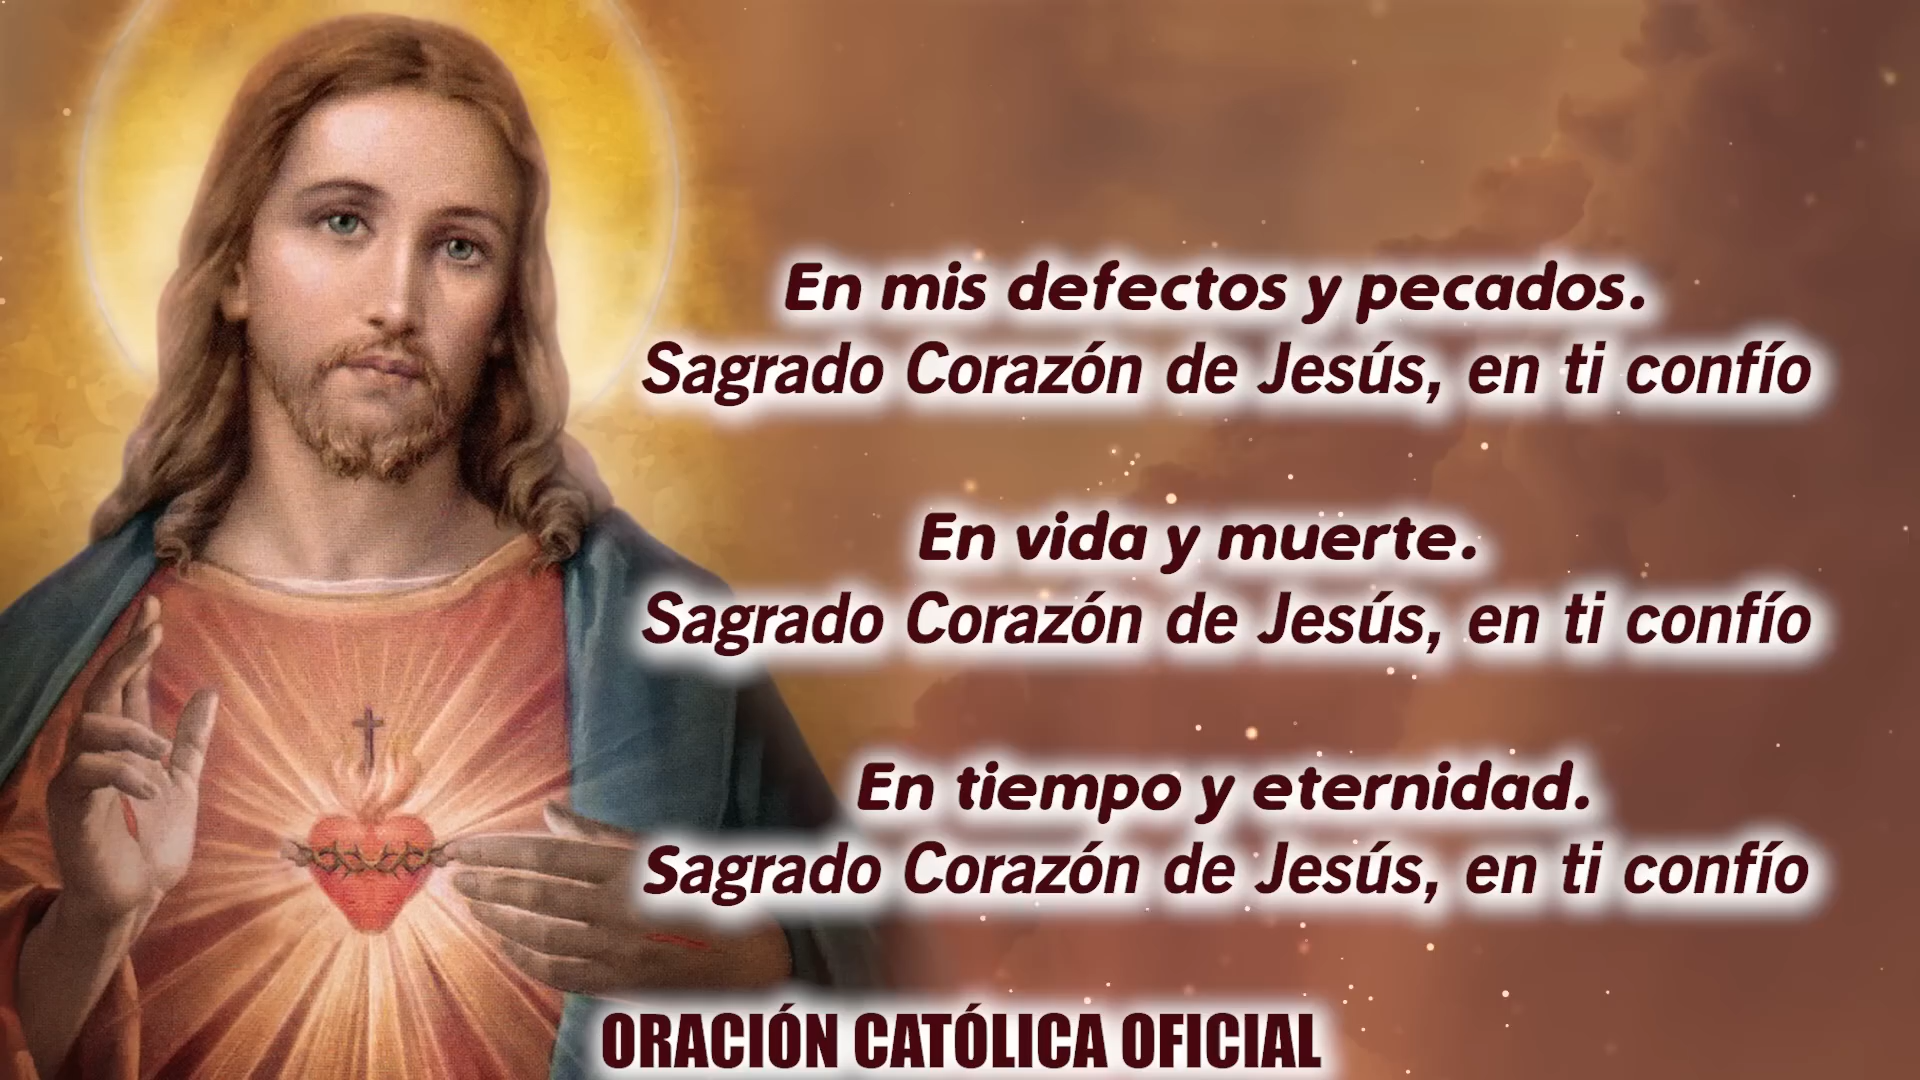 En mis defectos y pecados.
Sagrado Corazón de Jesús, en ti confío
En vida y muerte.
Sagrado Corazón de Jesús, en ti confío
En tiempo y eternidad.
Sagrado Corazón de Jesús, en ti confío
ORACIÓN CATÓLICA OFICIAL